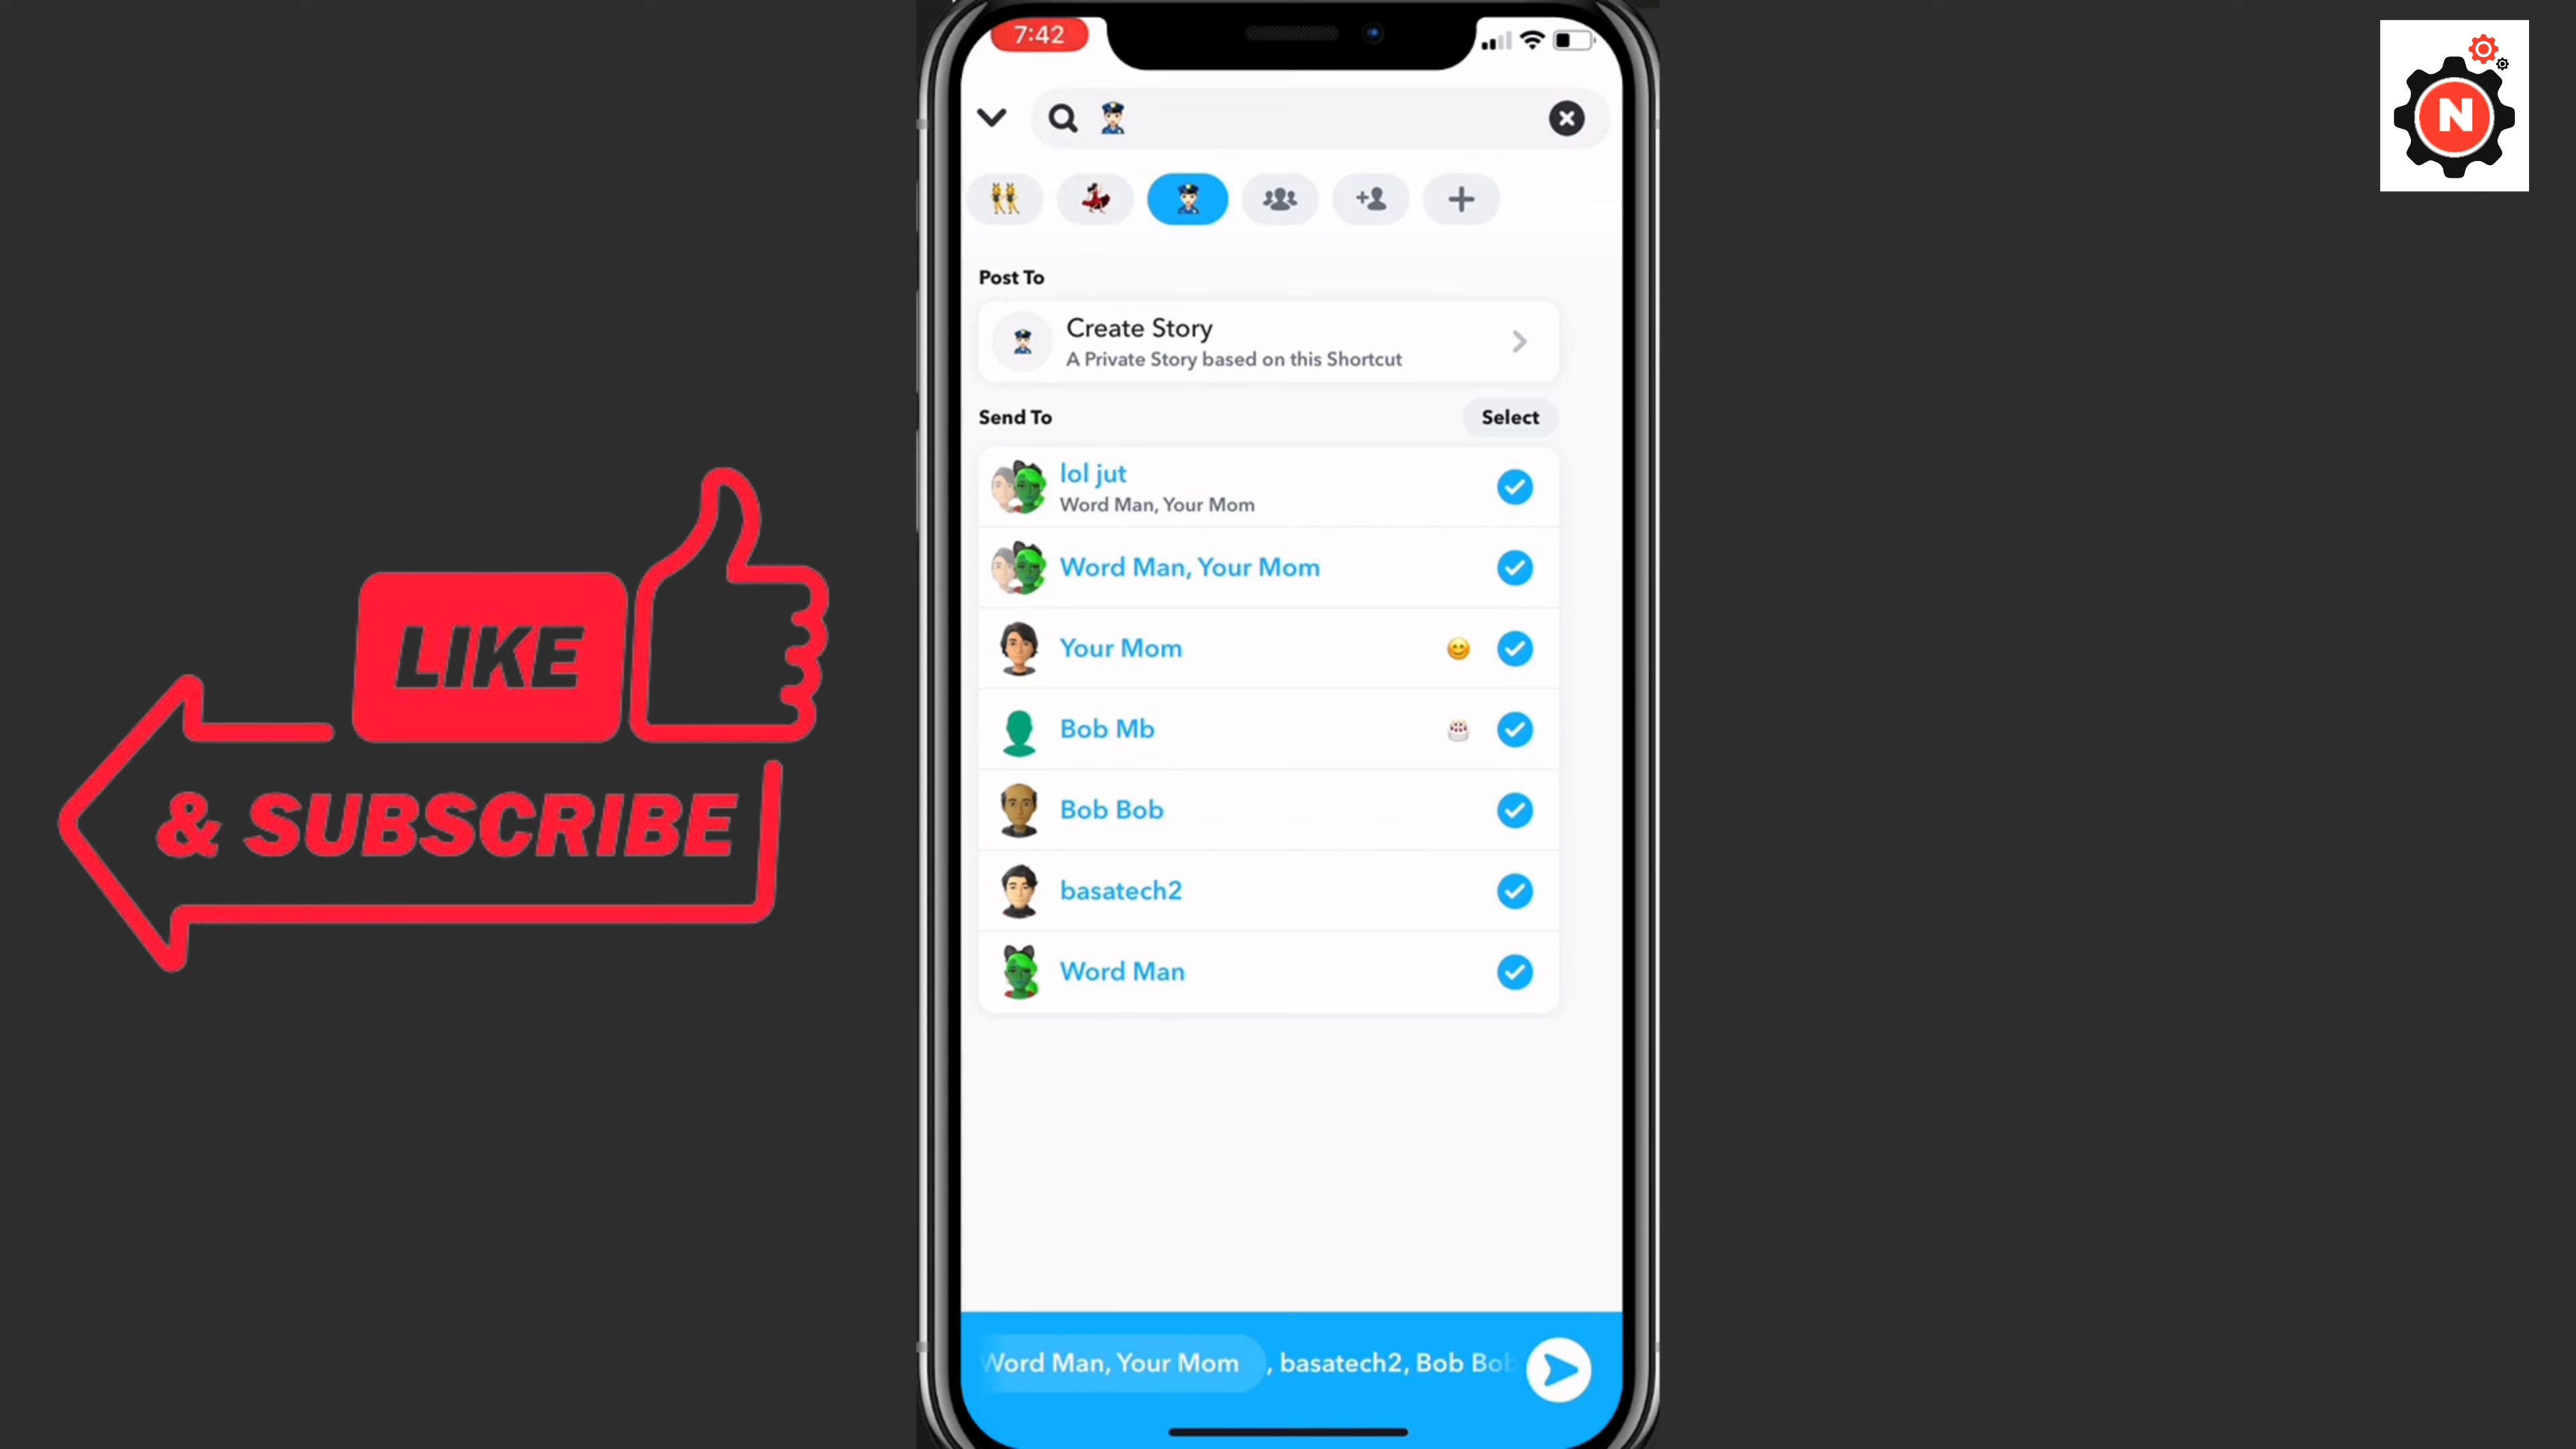 7:42
N
Post To
Create Story
A Private Story based on this Shortcut
Send To
Select
lol jut
Word Man, Your Mom
Word Man, Your Mom
Your Mom
Bob Mb
Bob Bob
basatech2
Word Man
Word Man, Your Mom , basatech2, Bob Bob
LIKE
& SUBSCRIBE